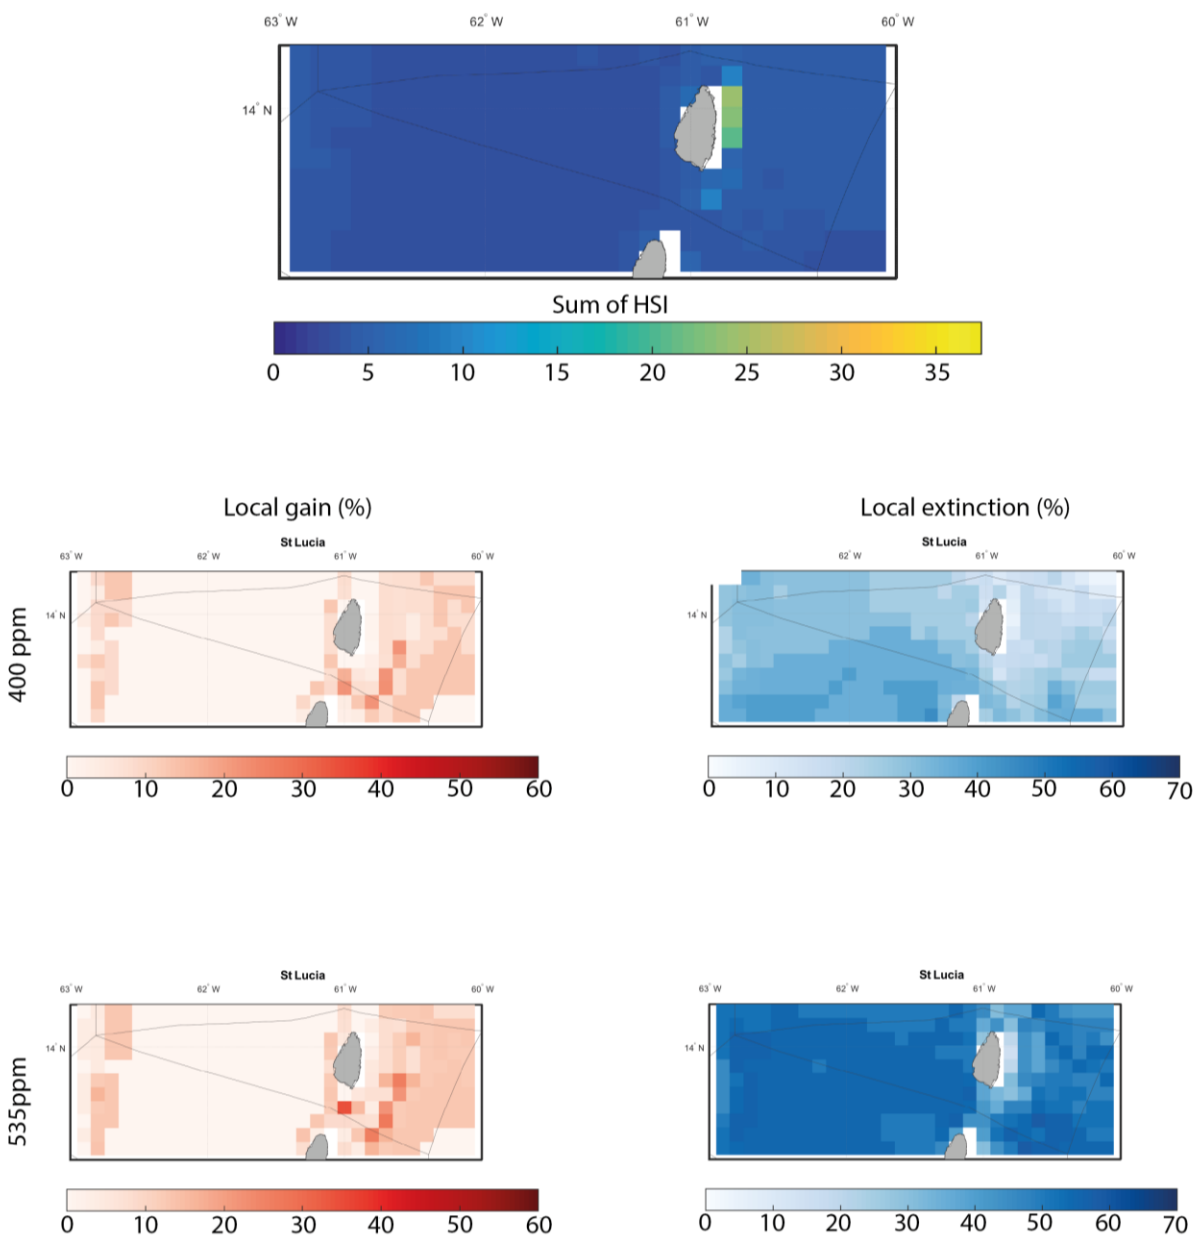 63° W 62° W 61° W 60° W
14° N
Sum of HSI
0 5 10 15 20 25 30 35
Local gain (%) Local extinction (%)
St Lucia St Lucia
63° W 62° W 61° W 60° W 62° W 61° W 60° W
14° N 14° N
400 ppm
0 10 20 30 40 50 60 0 10 20 30 40 50 60 70
St Lucia St Lucia
63° W 62° W 61° W 60° W 63° W 62° W 61° W 60° W
14° N 14° N
535ppm
0 10 20 30 40 50 60 0 10 20 30 40 50 60 70